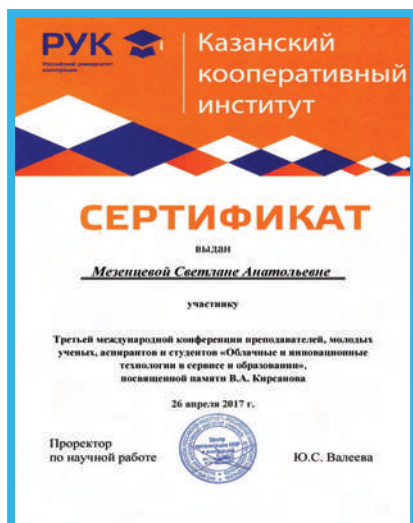 РУК
Российский университет
кооперации
Казанский
кооперативный
институт
СЕРТИФИКАТ
выдан
Мезенцевой Светлане Анатольевне
участнику
Третьей международной конференции преподавателей, молодых
ученых, аспирантов и студентов «Облачные и инновационные
технологии в сервисе и образовании»,
посвященной памяти В.А. Кирсанова
26 апреля 2017 г.
Проректор
по научной работе
Центр
Ю.С. Валеева